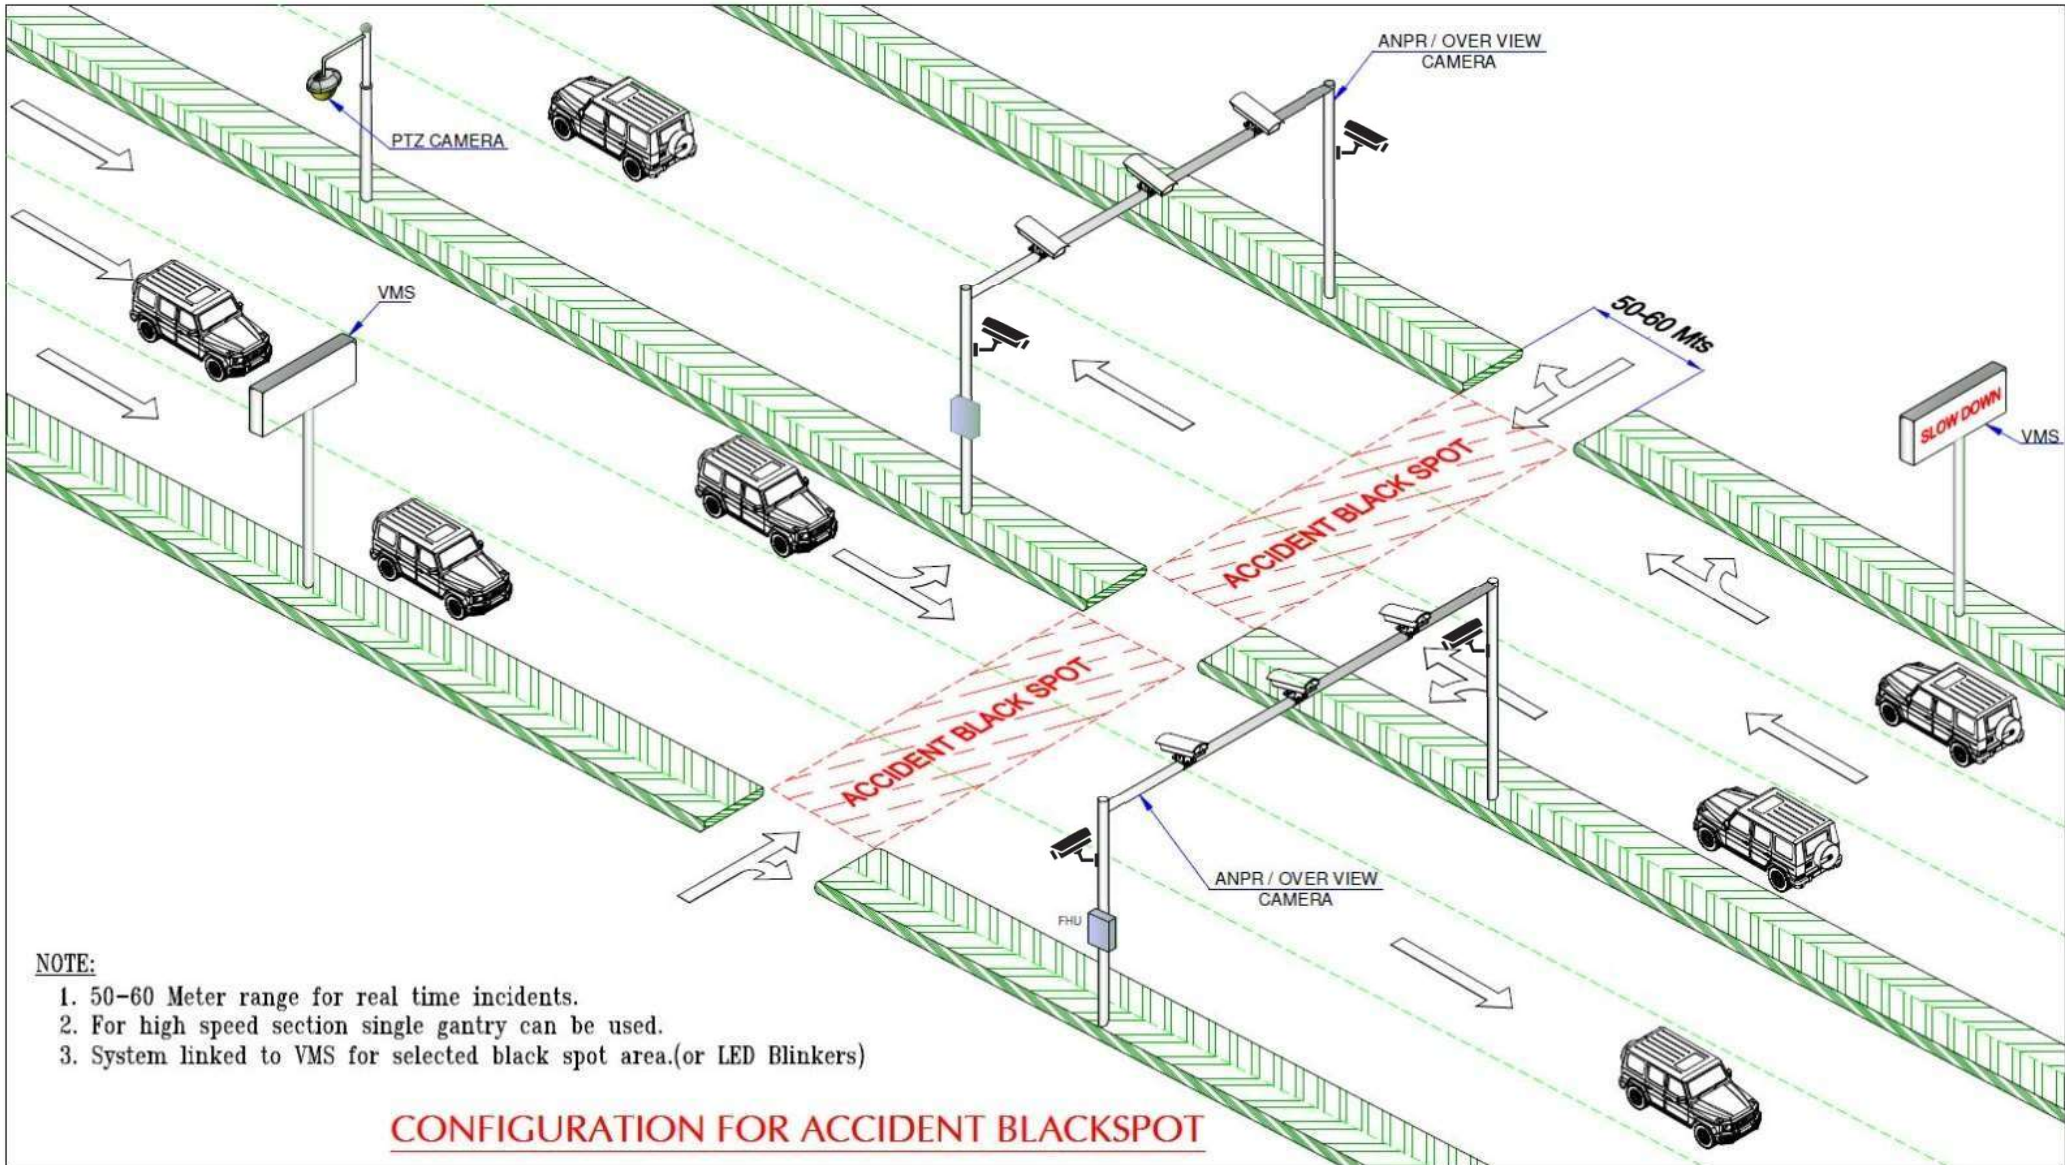 ANPR / OVER VIEW
CAMERA
PTZ CAMERA
VMS
50-60 Mts
SLOW DOWN
VMS
ACCIDENT BLACK SPOT
ACCIDENT BLACK SPOT
ANPR / OVER VIEW
CAMERA
FHU
NOTE:
1. 50-60 Meter range for real time incidents.
2. For high speed section single gantry can be used.
3. System linked to VMS for selected black spot area.(or LED Blinkers)
CONFIGURATION FOR ACCIDENT BLACKSPOT